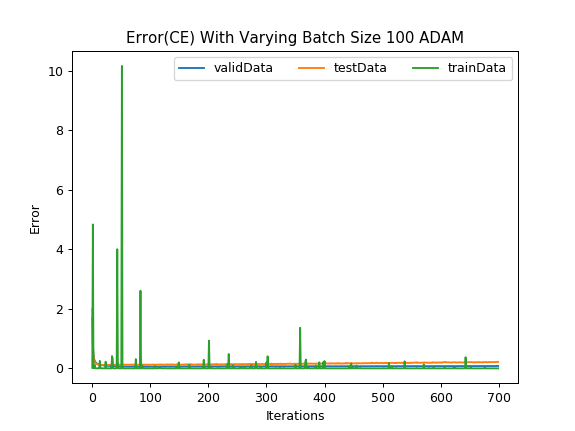 Error(CE) With Varying Batch Size 100 ADAM
validData testData trainData
10
8
6
4
2
0
Error
0 100 200 300 400 500 600 700
Iterations